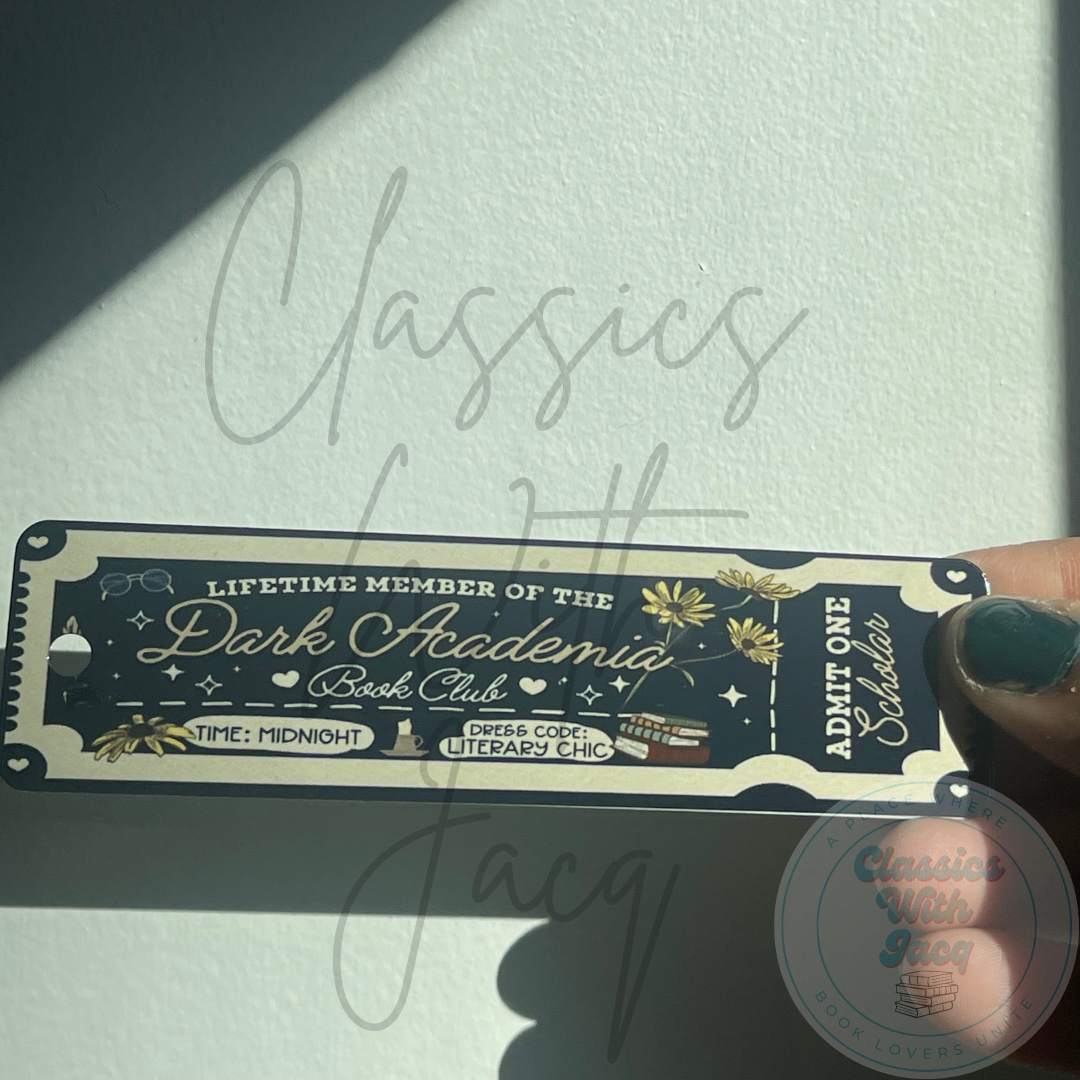 Classics
With
Jacq
LIFETIME MEMBER OF THE
Dark Academia
Book Club
TIME: MIDNIGHT
DRESS CODE:
LITERARY CHIC
ADMIT ONE
Scholar
A PLACE WHERE
Classics
With
Jacq
BOOK LOVERS UNITE